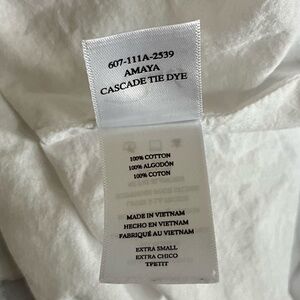 607-111A-2539
AMAYA
CASCADE TIE DYE
100% COTTON
100% ALGODÓN
100% COTON
MADE IN VIETNAM
HECHO EN VIETNAM
FABRIQUÉ AU VIETNAM
EXTRA SMALL
EXTRA CHICO
TPETIT